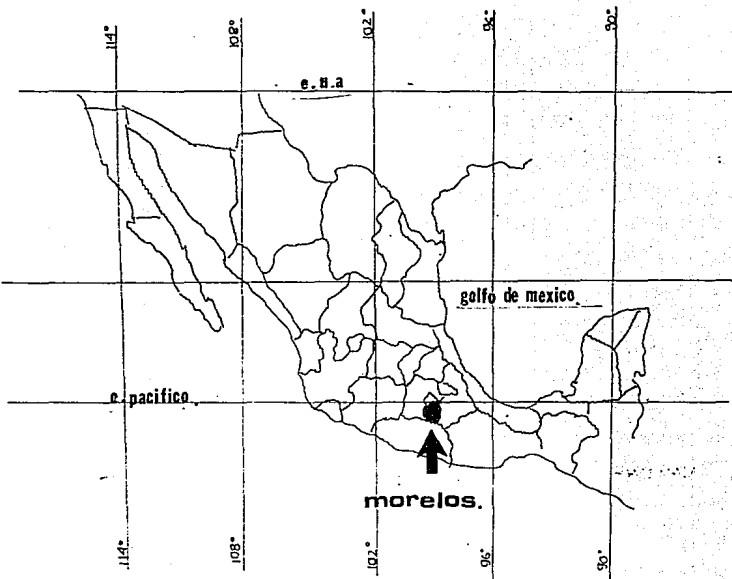 114° 108° 102° 96° 90°
e.u.a
golfo de mexico.
o. pacifico.
morelos.
114° 108° 102° 96° 90°